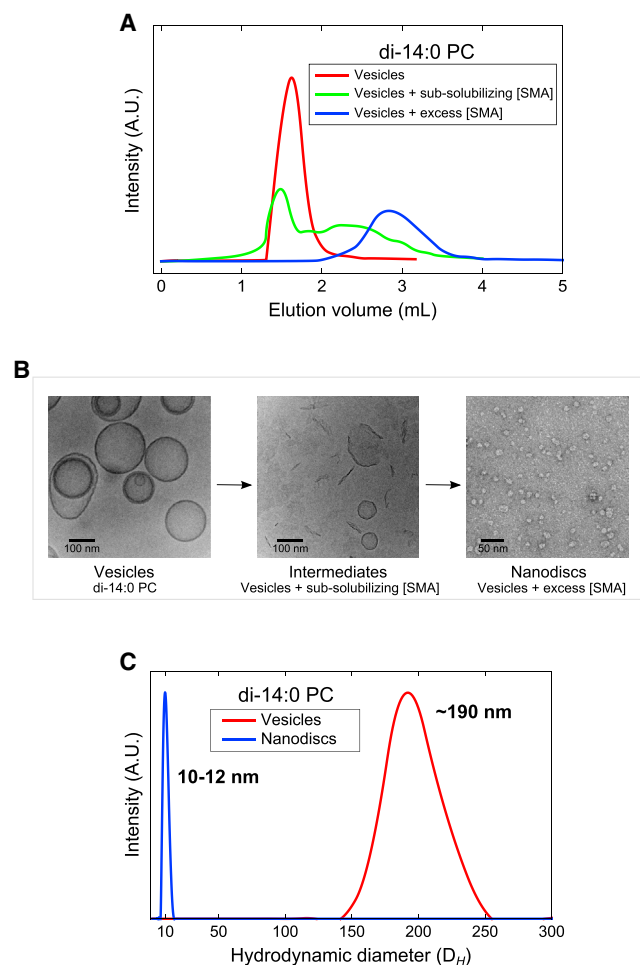 A
di-14:0 PC
Vesicles
Vesicles + sub-solubilizing [SMA]
Vesicles + excess [SMA]
Intensity (A.U.)
0 1 2 3 4 5
Elution volume (mL)
B
100 nm
100 nm
50 nm
Vesicles
di-14:0 PC
Intermediates
Vesicles + sub-solubilizing [SMA]
Nanodiscs
Vesicles + excess [SMA]
C
di-14:0 PC
Vesicles
Nanodiscs
~190 nm
10-12 nm
Intensity (A.U.)
10 50 100 150 200 250 300
Hydrodynamic diameter (DH)